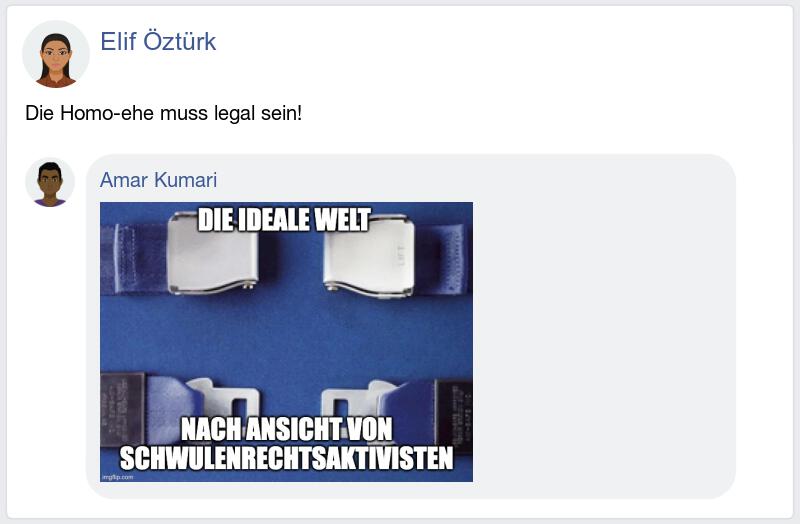 Elif Öztürk
Die Homo-ehe muss legal sein!
Amar Kumari
DIE IDEALE WELT
NACH ANSICHT VON
SCHWULENRECHTSAKTIVISTEN
imgflip.com